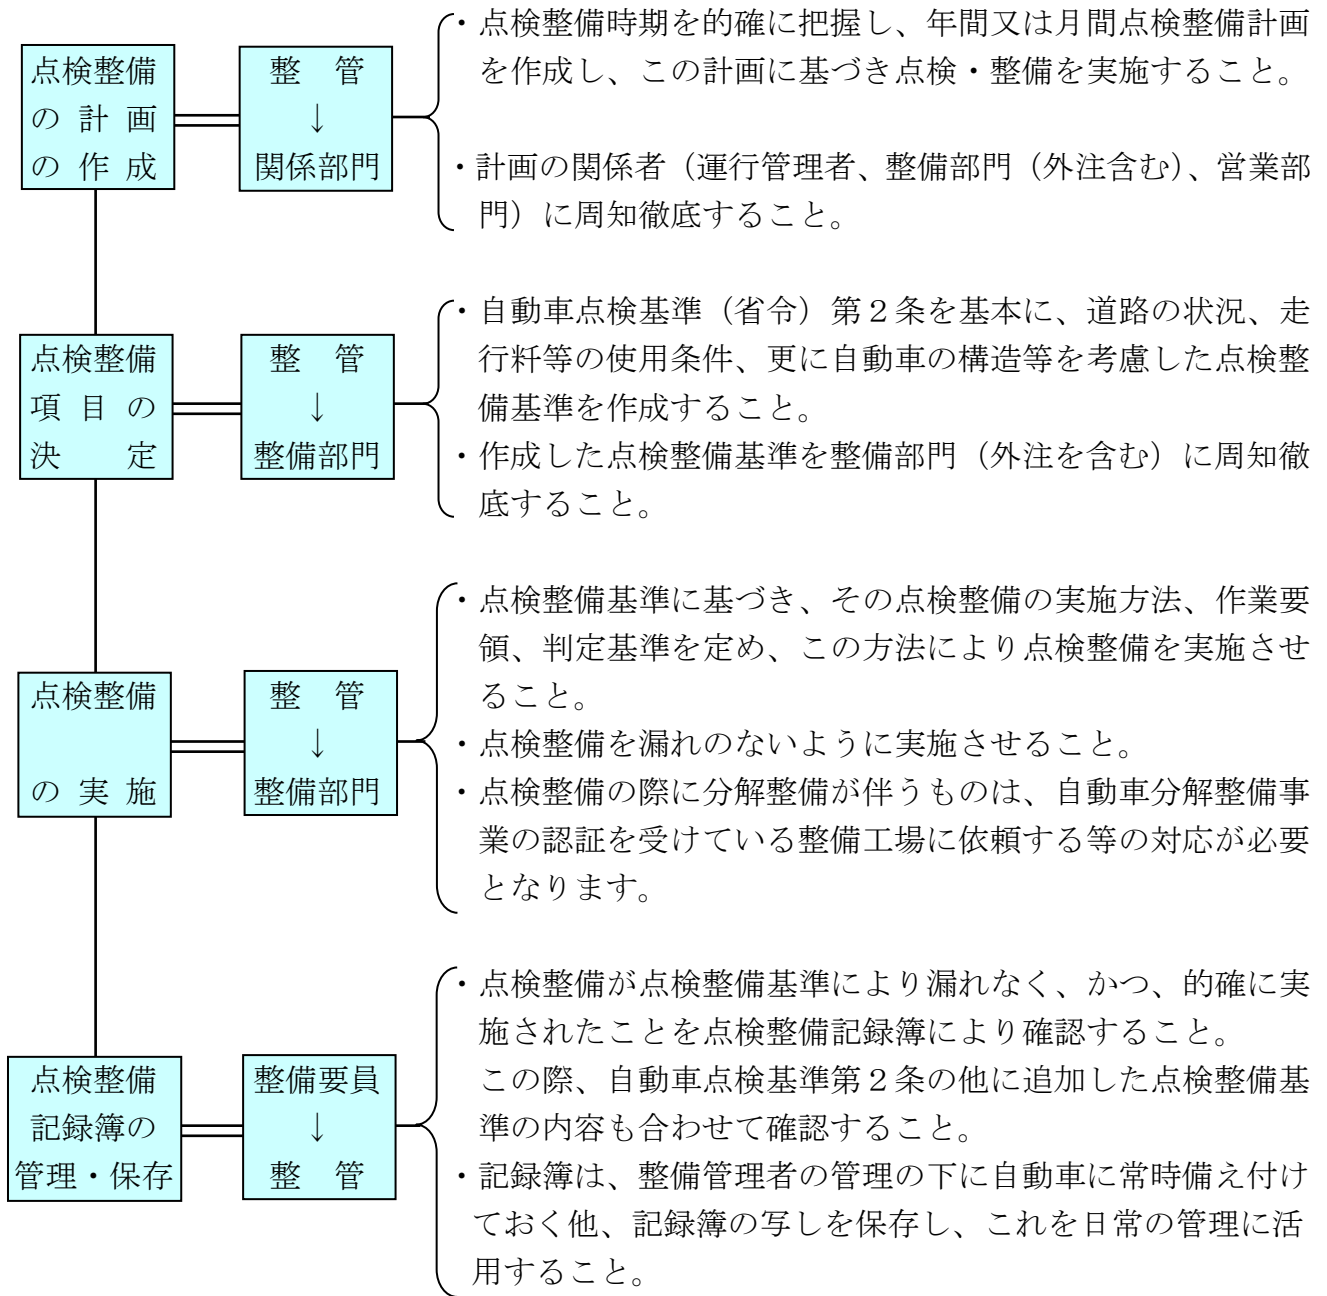 点検整備
の計画
の作成
整　管
↓
関係部門
・点検整備時期を的確に把握し、年間又は月間点検整備計画
を作成し、この計画に基づき点検・整備を実施すること。
・計画の関係者（運行管理者、整備部門（外注含む）、営業部
門）に周知徹底すること。
点検整備
項目の
決　定
整　管
↓
整備部門
・自動車点検基準（省令）第２条を基本に、道路の状況、走
行粁等の使用条件、更に自動車の構造等を考慮した点検整
備基準を作成すること。
・作成した点検整備基準を整備部門（外注を含む）に周知徹
底すること。
点検整備
の実施
整　管
↓
整備部門
・点検整備基準に基づき、その点検整備の実施方法、作業要
領、判定基準を定め、この方法により点検整備を実施させ
ること。
・点検整備を漏れのないように実施させること。
・点検整備の際に分解整備が伴うものは、自動車分解整備事
業の認証を受けている整備工場に依頼する等の対応が必要
となります。
点検整備
記録簿の
管理・保存
整備要員
↓
整　管
・点検整備が点検整備基準により漏れなく、かつ、的確に実
施されたことを点検整備記録簿により確認すること。
この際、自動車点検基準第２条の他に追加した点検整備基
準の内容も合わせて確認すること。
・記録簿は、整備管理者の管理の下に自動車に常時備え付け
ておく他、記録簿の写しを保存し、これを日常の管理に活
用すること。